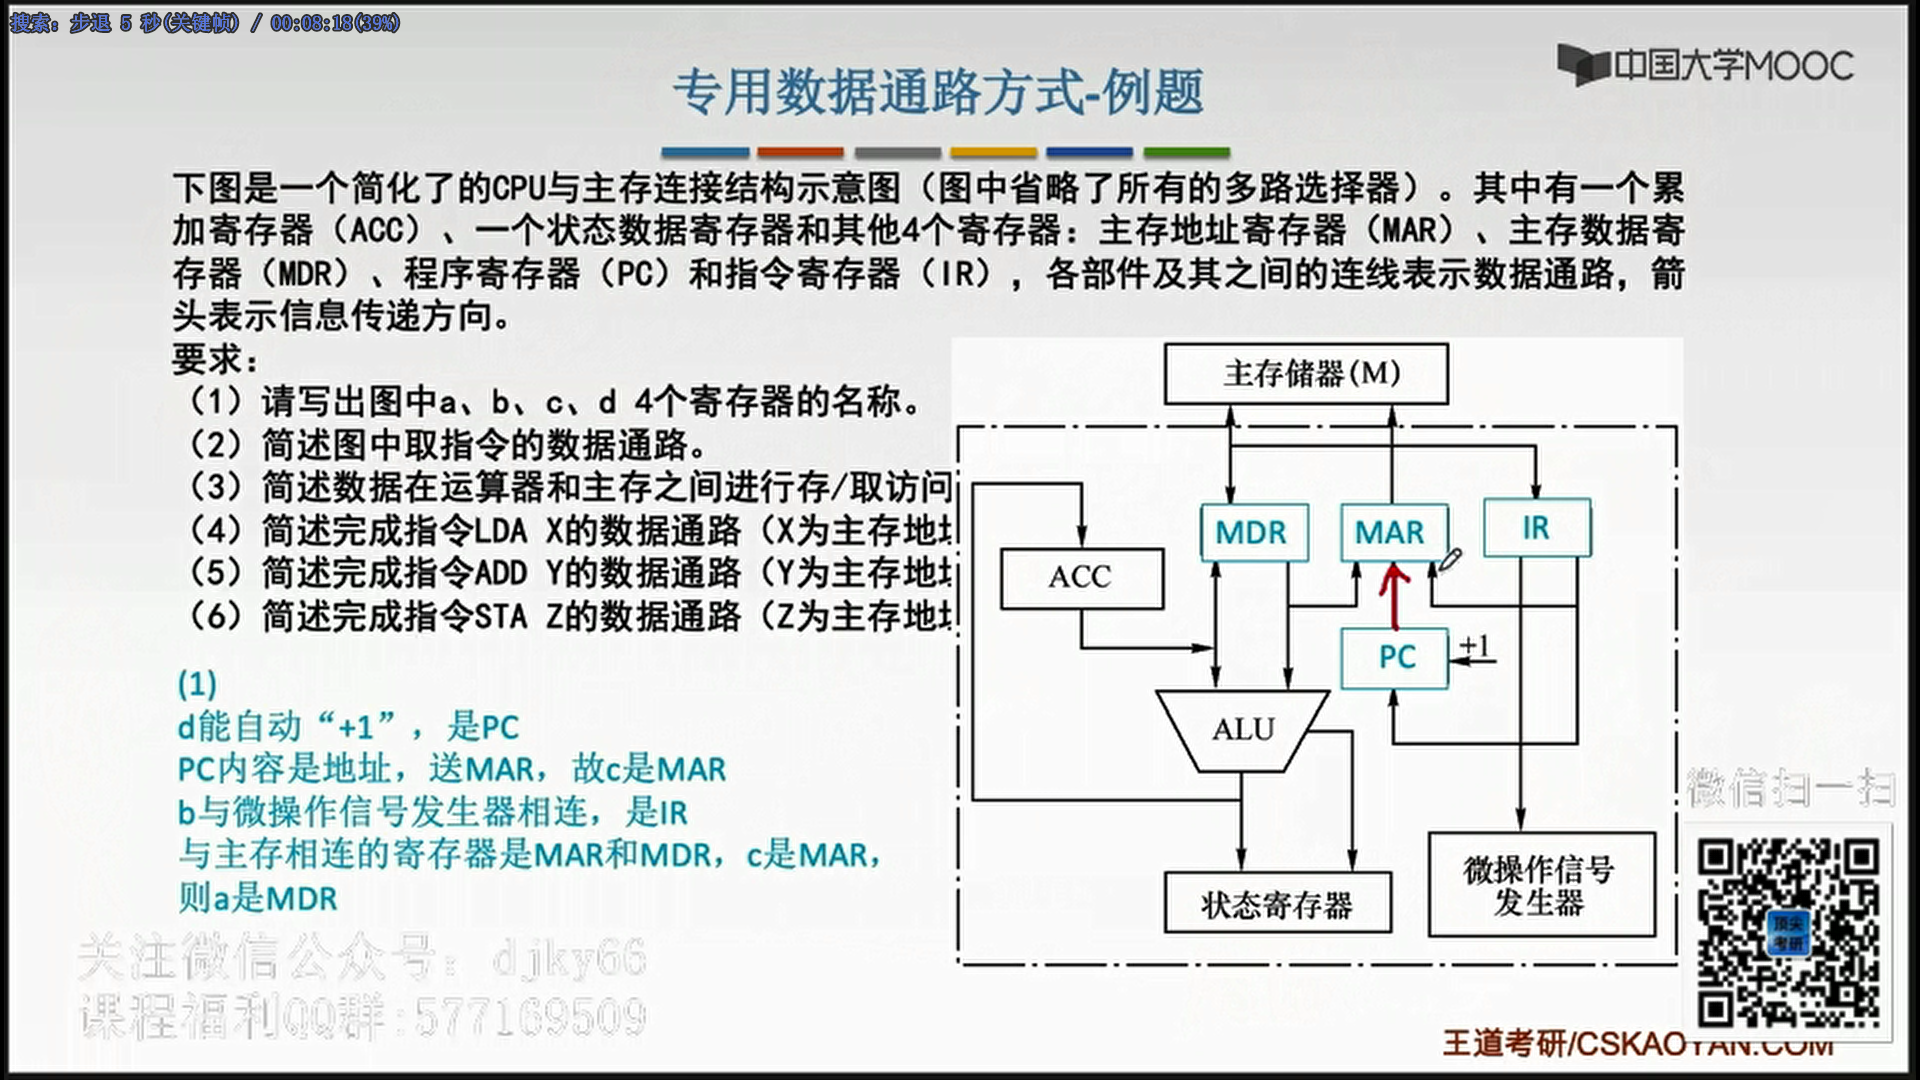 搜索: 步退 5 秒(关键帧) / 00:08:18(39%)
中国大学MOOC
专用数据通路方式-例题
下图是一个简化了的CPU与主存连接结构示意图（图中省略了所有的多路选择器）。其中有一个累
加寄存器（ACC）、一个状态数据寄存器和其他4个寄存器：主存地址寄存器（MAR）、主存数据寄
存器（MDR）、程序寄存器（PC）和指令寄存器（IR），各部件及其之间的连线表示数据通路，箭
头表示信息传递方向。
要求：
（1）请写出图中a、b、c、d 4个寄存器的名称。
（2）简述图中取指令的数据通路。
（3）简述数据在运算器和主存之间进行存/取访问
（4）简述完成指令LDA X的数据通路（X为主存地
（5）简述完成指令ADD Y的数据通路（Y为主存地
（6）简述完成指令STA Z的数据通路（Z为主存地
(1)
d能自动“+1”，是PC
PC内容是地址，送MAR，故c是MAR
b与微操作信号发生器相连，是IR
与主存相连的寄存器是MAR和MDR，c是MAR，
则a是MDR
主存储器(M)
MDR
MAR
IR
ACC
PC
+1
ALU
状态寄存器
微操作信号
发生器
微信扫一扫
顶尖
考研
关注微信公众号：djky66
课程福利QQ群:577169509
王道考研/CSKAOYAN.COM